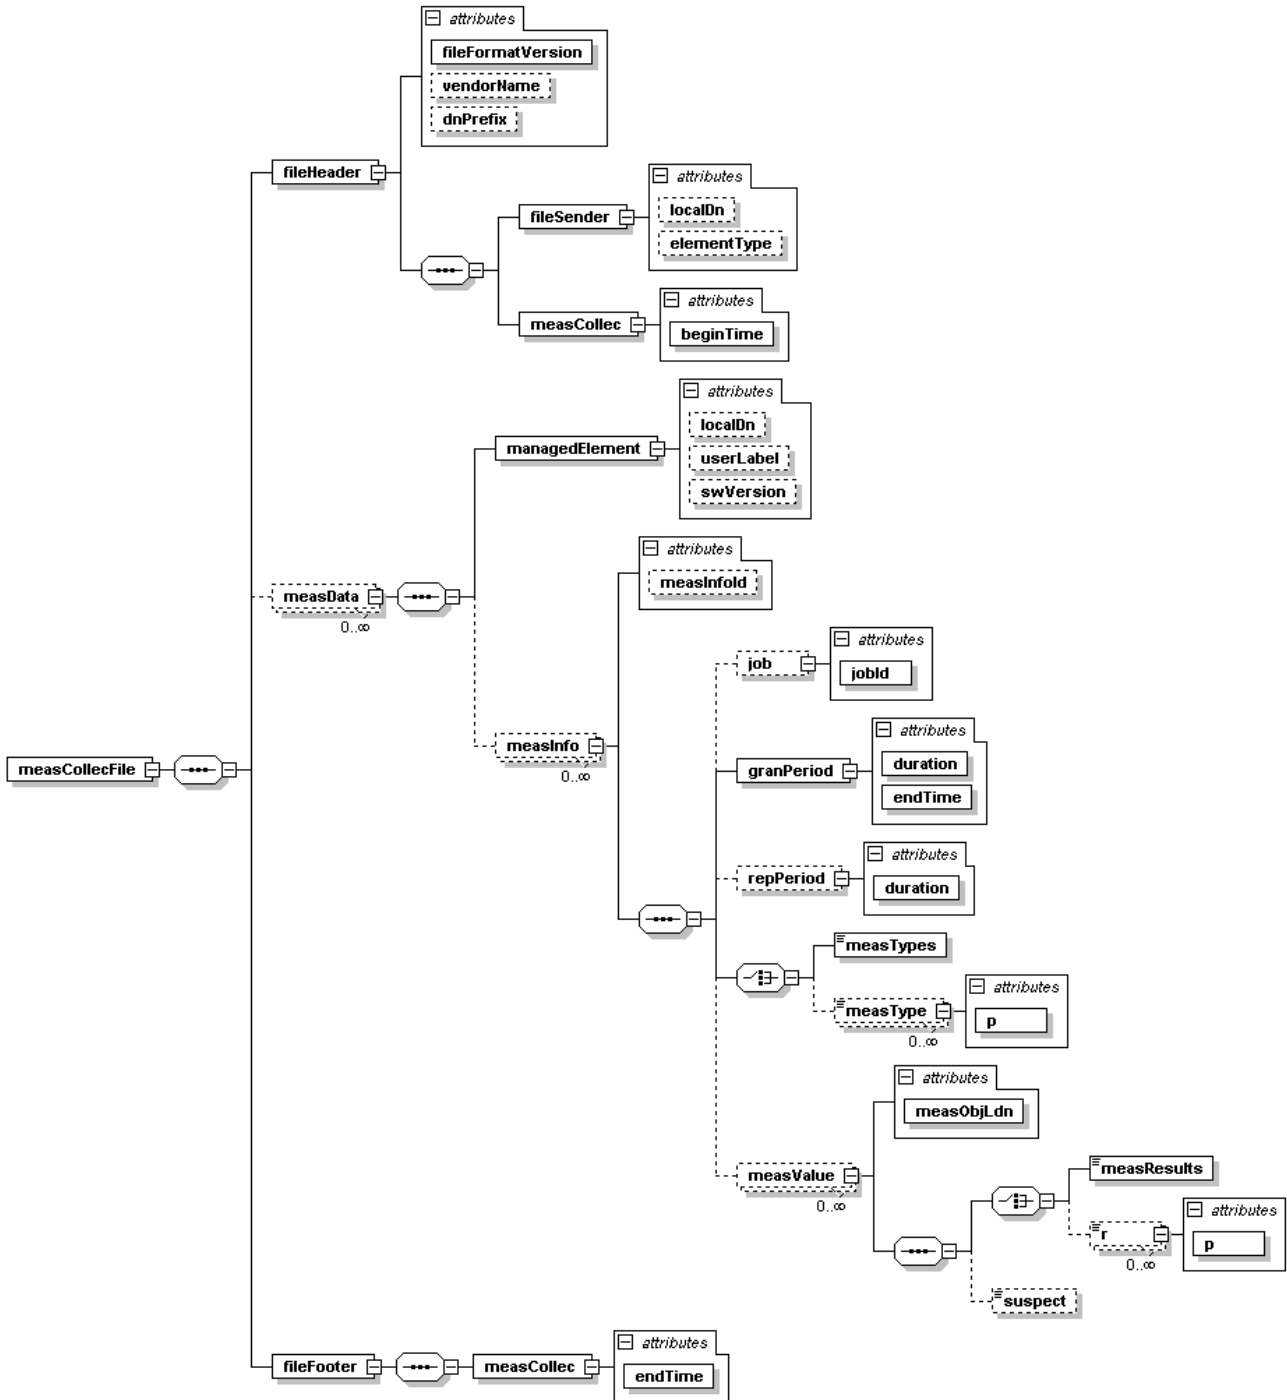 attributes
fileFormatVersion
vendorName
dnPrefix
fileHeader
attributes
fileSender
localDn
elementType
attributes
measCollec
beginTime
attributes
managedElement
localDn
userLabel
swVersion
attributes
measData
measInfoId
0..∞
attributes
job
jobId
measInfo
0..∞
attributes
measCollecFile
granPeriod
duration
endTime
attributes
repPeriod
duration
measTypes
attributes
measType
p
0..∞
attributes
measObjLdn
measValue
0..∞
measResults
attributes
r
p
0..∞
suspect
attributes
fileFooter
measCollec
endTime